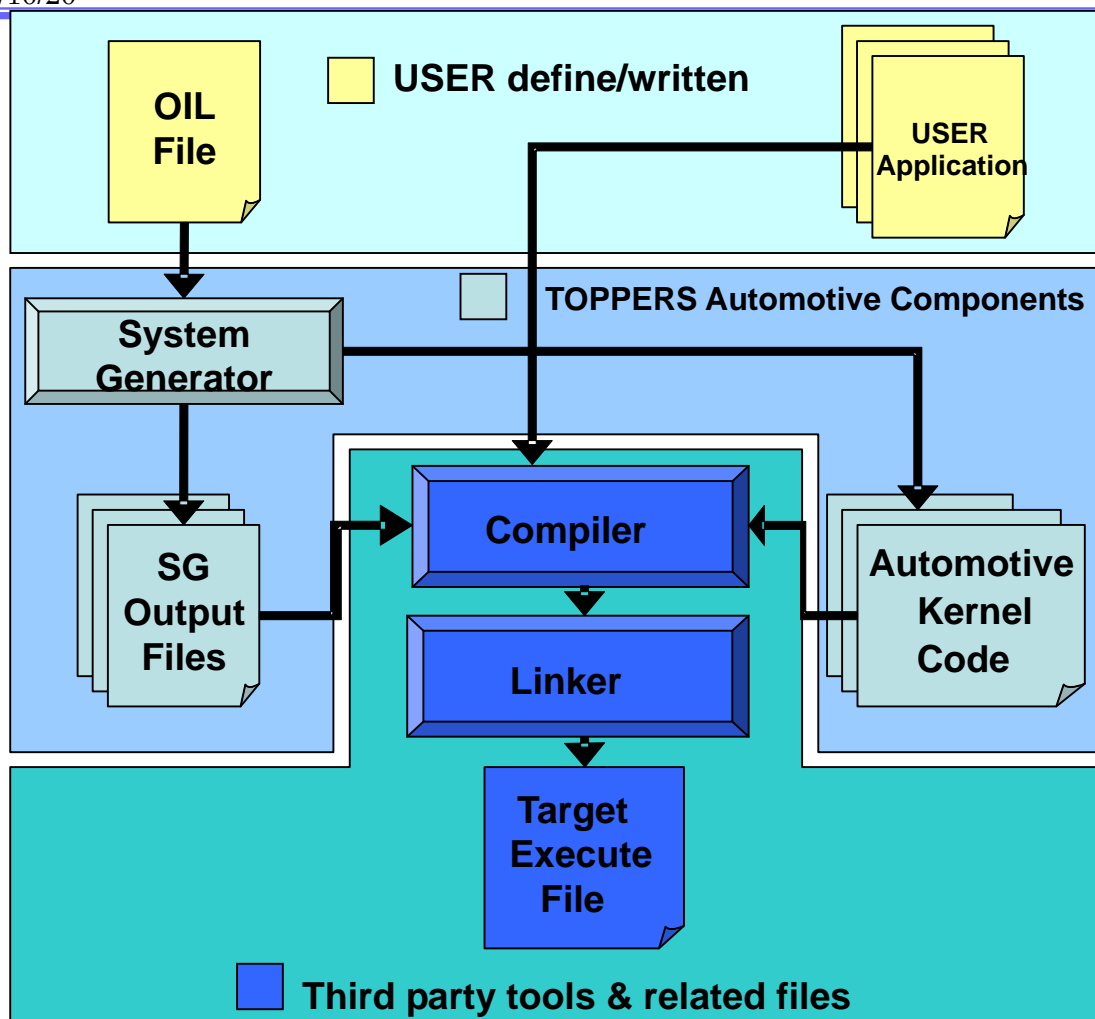 OIL
File
USER define/written
USER
Application
TOPPERS Automotive Components
System
Generator
Compiler
SG
Output
Files
Automotive
Kernel
Code
Linker
Target
Execute
File
Third party tools & related files